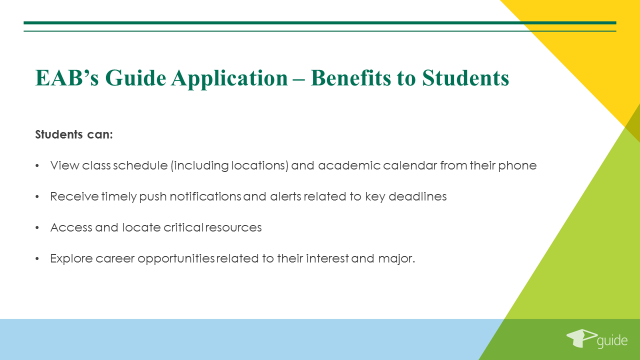 EAB’s Guide Application – Benefits to Students
Students can:
• View class schedule (including locations) and academic calendar from their phone
• Receive timely push notifications and alerts related to key deadlines
• Access and locate critical resources
• Explore career opportunities related to their interest and major.
guide